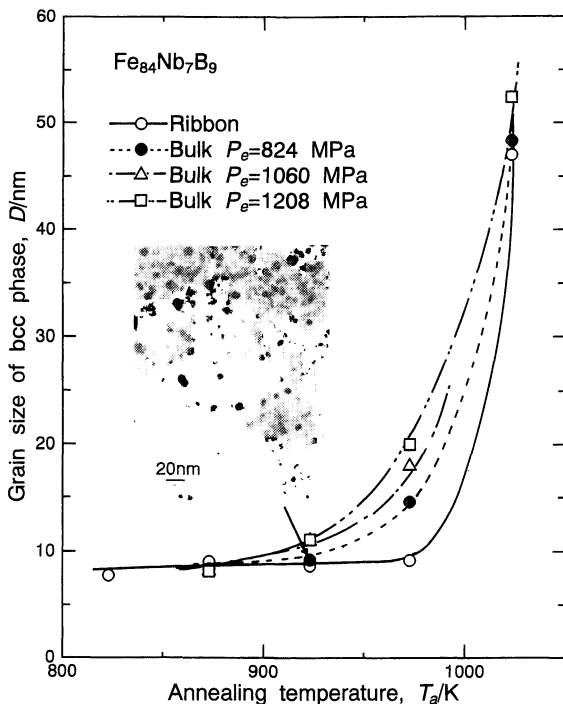 60
50
40
30
20
10
0
Grain size of bcc phase, D/nm
Fe84Nb7B9
Ribbon
Bulk Pe=824 MPa
Bulk Pe=1060 MPa
Bulk Pe=1208 MPa
20nm
800
900
1000
Annealing temperature, Ta/K